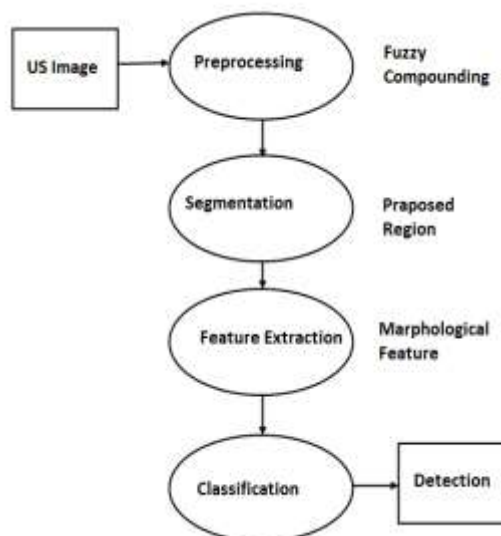 US Image
Preprocessing
Fuzzy
Compounding
Segmentation
Praposed
Region
Feature Extraction
Marphological
Feature
Classification
Detection